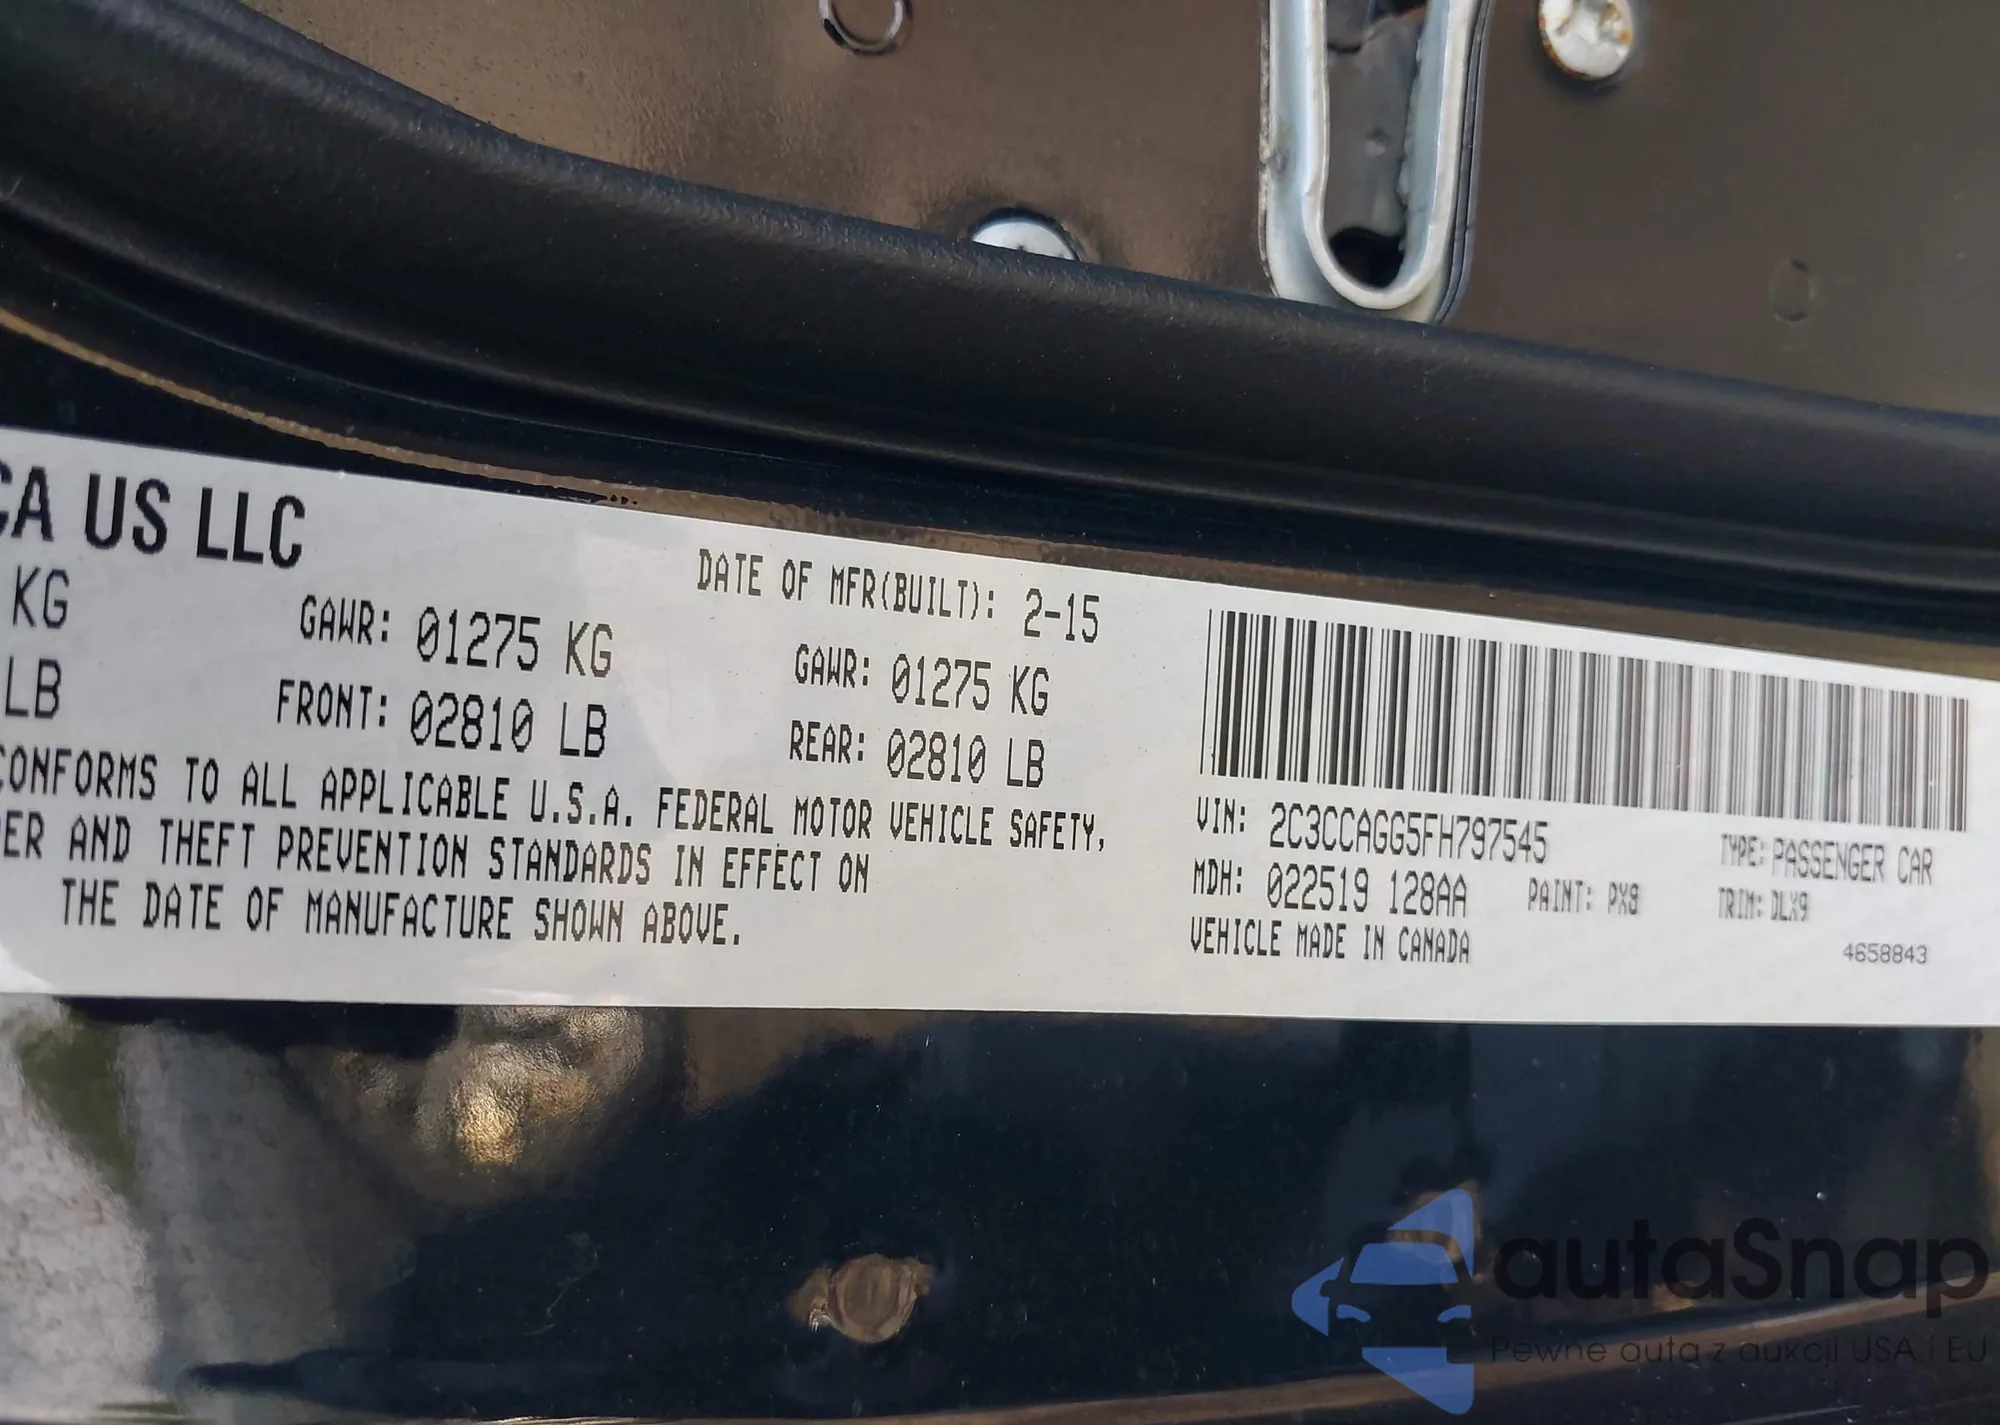 CA US LLC
DATE OF MFR(BUILT): 2-15
KG GAWR: 01275 KG GAWR: 01275 KG
LB FRONT: 02810 LB REAR: 02810 LB
CONFORMS TO ALL APPLICABLE U.S.A. FEDERAL MOTOR VEHICLE SAFETY,
ER AND THEFT PREVENTION STANDARDS IN EFFECT ON
THE DATE OF MANUFACTURE SHOWN ABOVE.
VIN: 2C3CCAGG5FH797545 TYPE: PASSENGER CAR
MDH: 022519 128AA PAINT: PX8 TRIM: DLX9
VEHICLE MADE IN CANADA
4658843
autaSnap
Pewne auta z aukcji USA i EU